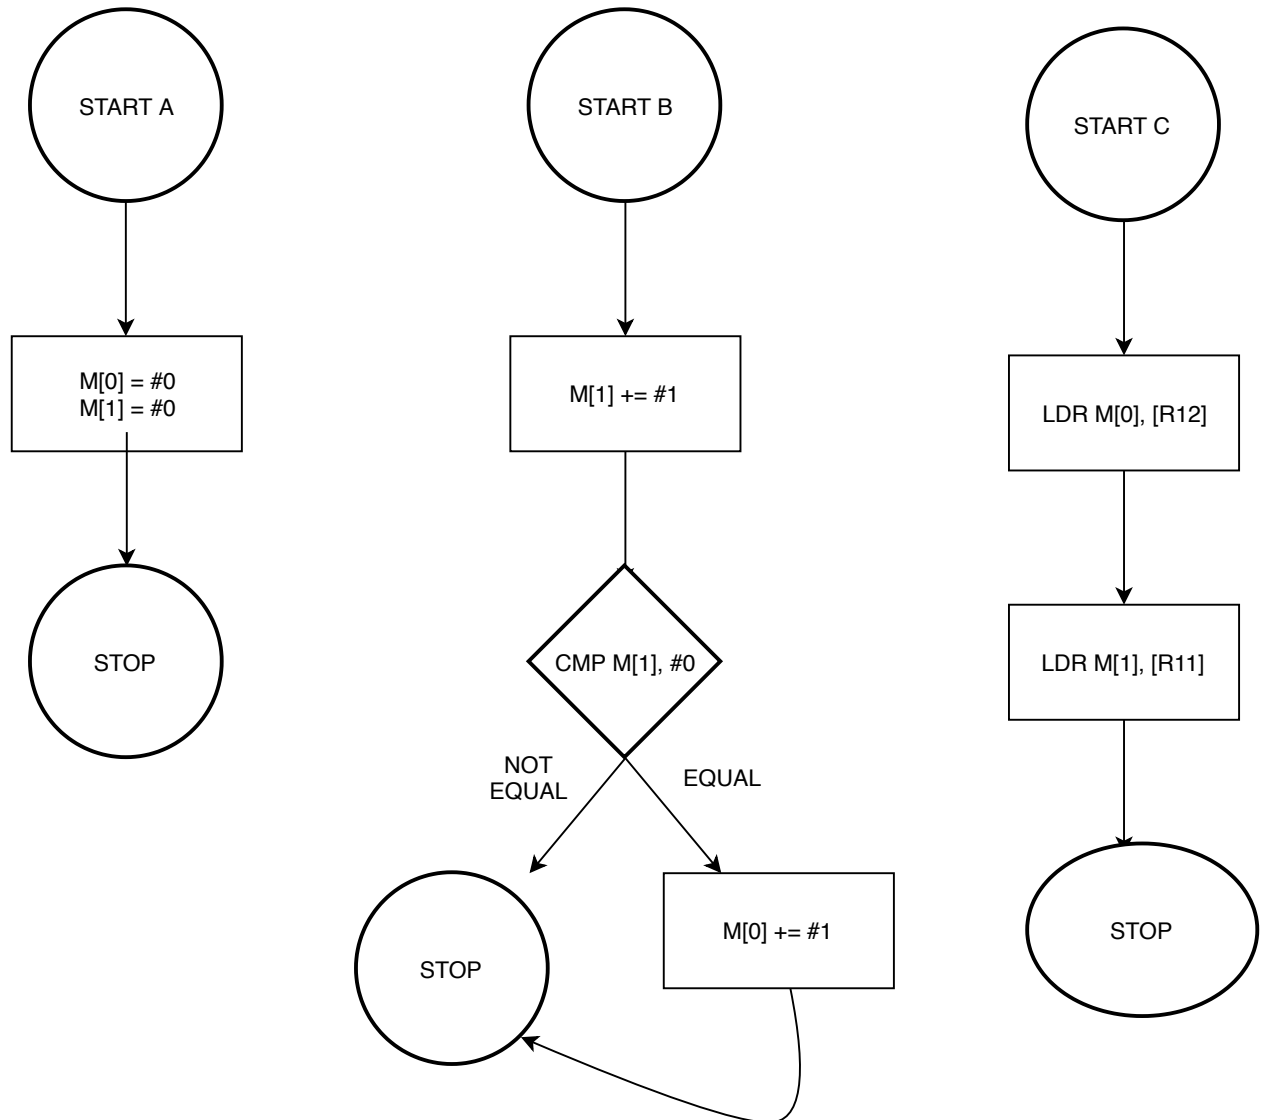 START A
M[0] = #0
M[1] = #0
STOP
START B
M[1] += #1
CMP M[1], #0
NOT
EQUAL
EQUAL
STOP
M[0] += #1
START C
LDR M[0], [R12]
LDR M[1], [R11]
STOP